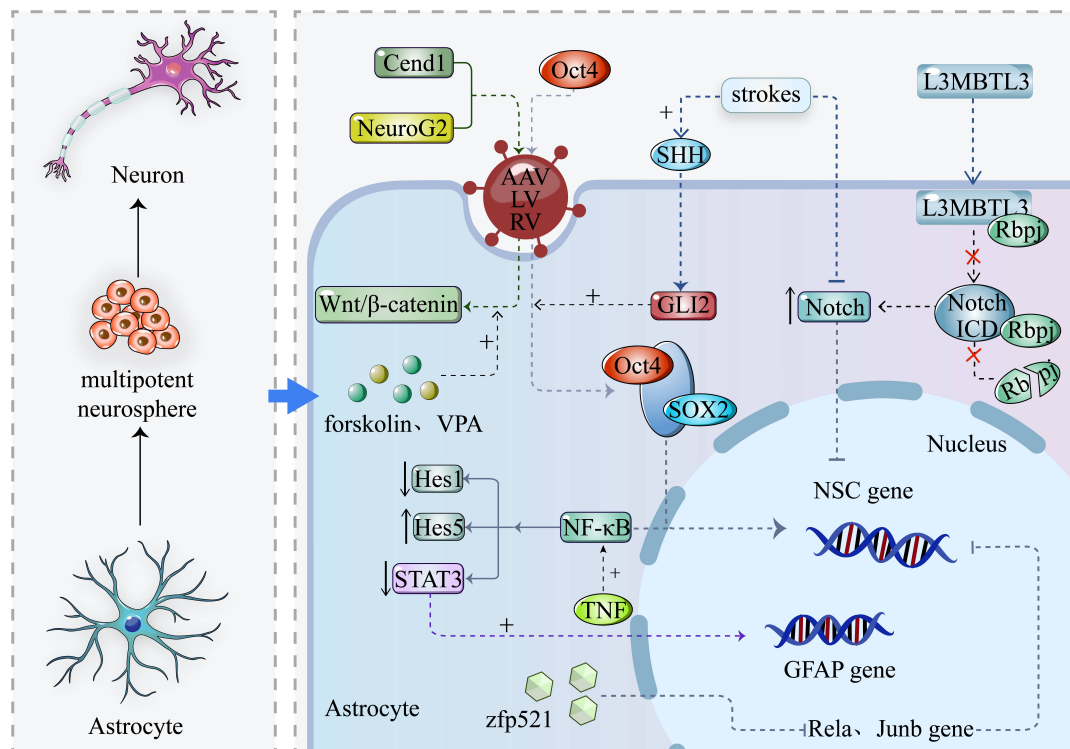 Neuron
multipotent
neurosphere
Astrocyte
Cend1
NeuroG2
Oct4
strokes
L3MBTL3
+
SHH
AAV
LV
RV
L3MBTL3
Rbpj
Wnt/β-catenin
+
GLI2
Notch
Notch
ICD
Rbpj
+
Oct4
SOX2
Rb pj
forskolin、VPA
Nucleus
Hes1
NSC gene
Hes5
NF-κB
STAT3
+
TNF
+
GFAP gene
zfp521
Astrocyte
Rela、Junb gene